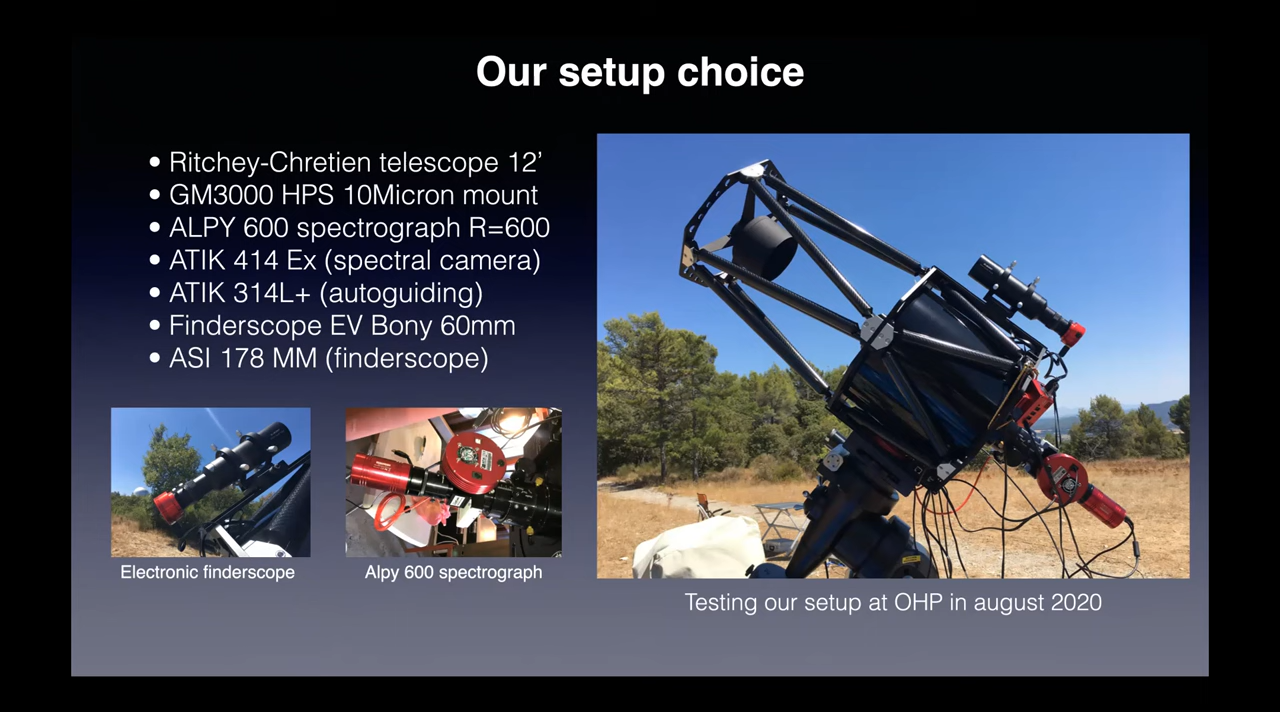 Our setup choice
• Ritchey-Chretien telescope 12’
• GM3000 HPS 10Micron mount
• ALPY 600 spectrograph R=600
• ATIK 414 Ex (spectral camera)
• ATIK 314L+ (autoguiding)
• Finderscope EV Bony 60mm
• ASI 178 MM (finderscope)
Electronic finderscope
Alpy 600 spectrograph
Testing our setup at OHP in august 2020